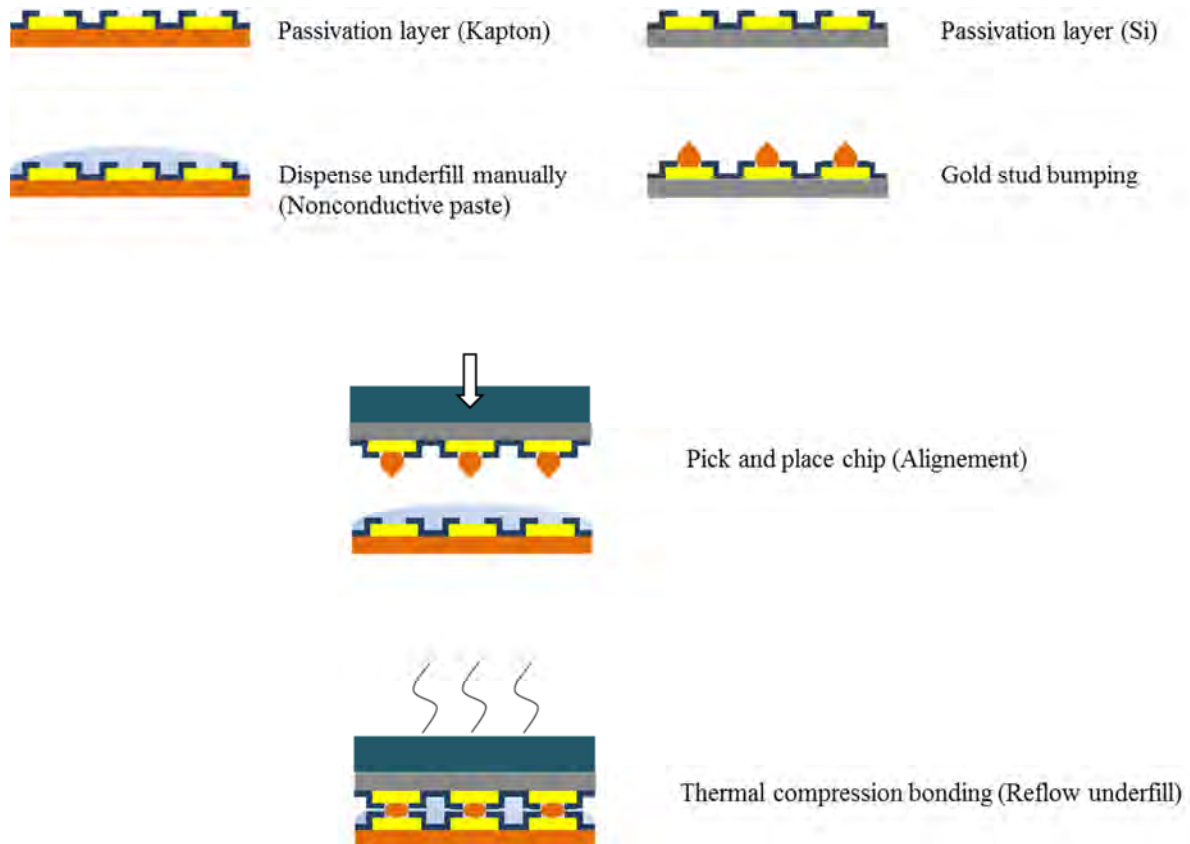 Passivation layer (Kapton)
Passivation layer (Si)
Dispense underfill manually
(Nonconductive paste)
Gold stud bumping
Pick and place chip (Alignement)
Thermal compression bonding (Reflow underfill)